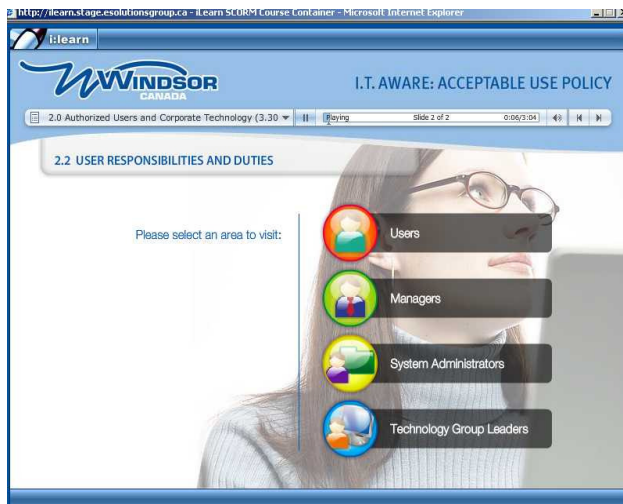 http://ilearn.stage.esolutionsgroup.ca - iLearn SCORM Course Container - Microsoft Internet Explorer
i:learn
WINDSOR
CANADA
I.T. AWARE: ACCEPTABLE USE POLICY
2.0 Authorized Users and Corporate Technology (3.30
Playing
Slide 2 of 2
0:06/3:04
2.2 USER RESPONSIBILITIES AND DUTIES
Please select an area to visit:
Users
Managers
System Administrators
Technology Group Leaders